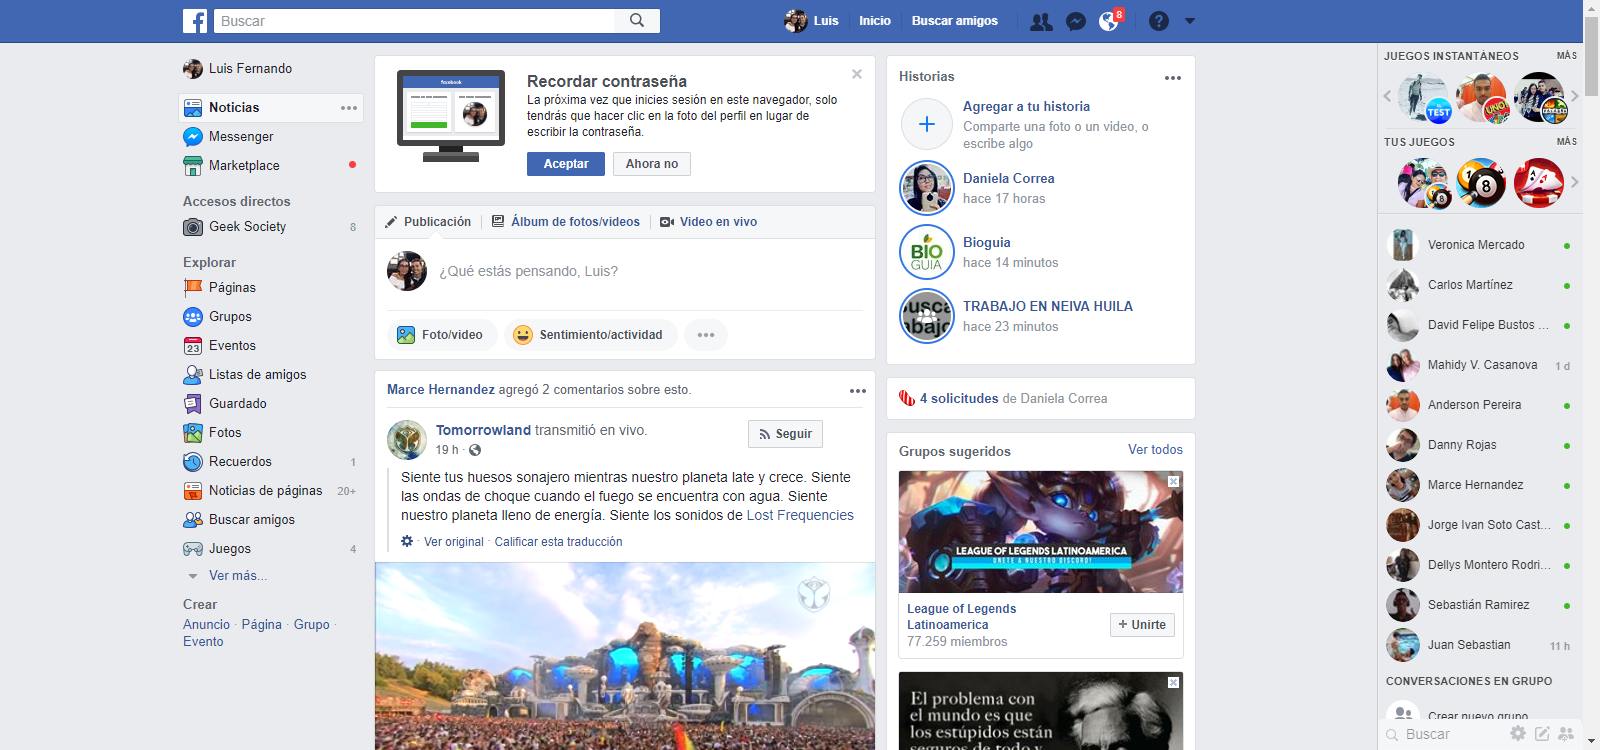 Buscar
Luis
Inicio
Buscar amigos
8
Luis Fernando
Noticias
Messenger
Marketplace
Accesos directos
Geek Society 8
Explorar
Páginas
Grupos
23 Eventos
Listas de amigos
Guardado
Fotos
Recuerdos 1
Noticias de páginas 20+
Buscar amigos
Juegos 4
Ver más...
Crear
Anuncio · Página · Grupo ·
Evento
facebook
Recordar contraseña
La próxima vez que inicies sesión en este navegador, solo
tendrás que hacer clic en la foto del perfil en lugar de
escribir la contraseña.
Aceptar
Ahora no
Publicación
Álbum de fotos/videos
Video en vivo
¿Qué estás pensando, Luis?
Foto/video
Sentimiento/actividad
Marce Hernandez agregó 2 comentarios sobre esto.
Tomorrowland transmitió en vivo.
19 h ·
Seguir
Siente tus huesos sonajero mientras nuestro planeta late y crece. Siente
las ondas de choque cuando el fuego se encuentra con agua. Siente
nuestro planeta lleno de energía. Siente los sonidos de Lost Frequencies
· Ver original · Calificar esta traducción
Historias
Agregar a tu historia
Comparte una foto o un video, o
escribe algo
Daniela Correa
hace 17 horas
BIO
GUIA
Bioguia
hace 14 minutos
TRABAJO EN NEIVA HUILA
hace 23 minutos
4 solicitudes de Daniela Correa
Grupos sugeridos
Ver todos
LEAGUE OF LEGENDS LATINOAMERICA
UNETE A NUESTRO DISCORD!
League of Legends
Latinoamerica
77.259 miembros
+ Unirte
El problema con
el mundo es que
los estúpidos están
seguros de todo y
JUEGOS INSTANTÁNEOS
MÁS
TEST
UNO
TUS JUEGOS
MÁS
8
8
A
A
Veronica Mercado
Carlos Martínez
David Felipe Bustos ...
Mahidy V. Casanova 1 d
Anderson Pereira
Danny Rojas
Marce Hernandez
Jorge Ivan Soto Cast...
Dellys Montero Rodri...
Sebastián Ramirez
Juan Sebastian 11 h
CONVERSACIONES EN GRUPO
Crear nuevo grupo
Buscar